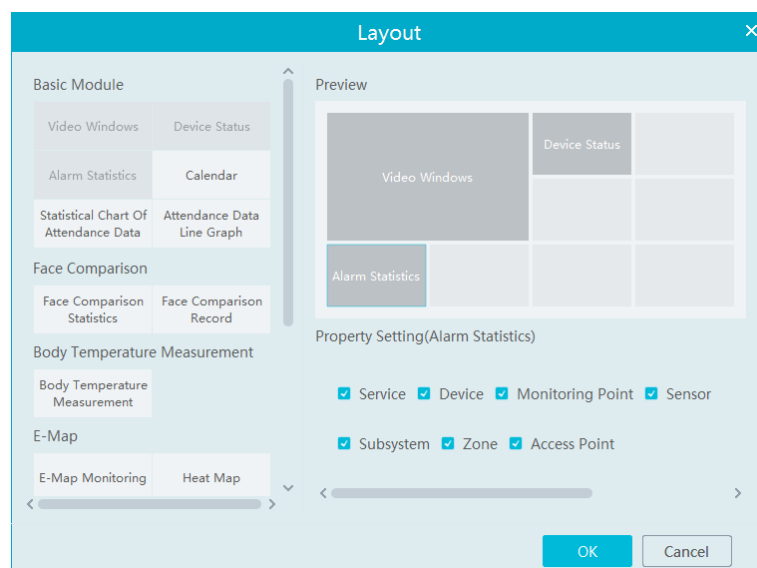 Layout
Basic Module
Video Windows
Device Status
Alarm Statistics
Calendar
Statistical Chart Of
Attendance Data
Attendance Data
Line Graph
Face Comparison
Face Comparison
Statistics
Face Comparison
Record
Body Temperature Measurement
Body Temperature
Measurement
E-Map
E-Map Monitoring
Heat Map
Preview
Video Windows
Device Status
Alarm Statistics
Property Setting(Alarm Statistics)
Service Device Monitoring Point Sensor
Subsystem Zone Access Point
OK
Cancel